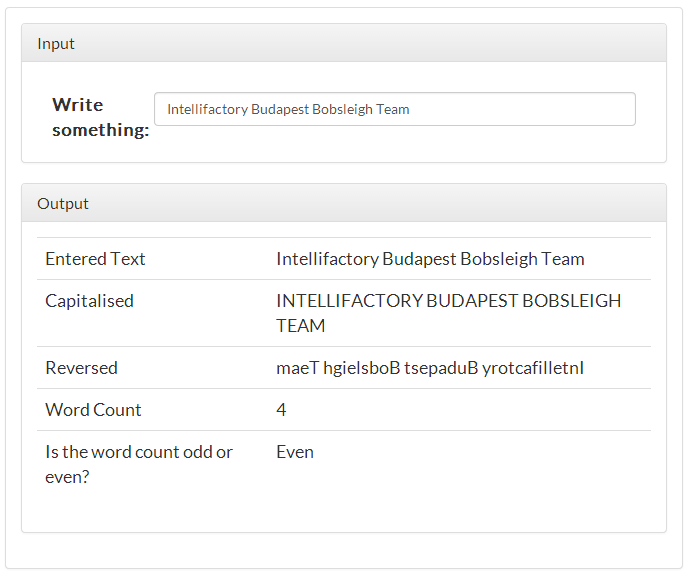 Input
Write
something:
Intellifactory Budapest Bobsleigh Team
Output
Entered Text Intellifactory Budapest Bobsleigh Team
Capitalised INTELLIFACTORY BUDAPEST BOBSLEIGH
TEAM
Reversed maeT hgielsboB tsepaduB yrotcafilletnI
Word Count 4
Is the word count odd or Even
even?